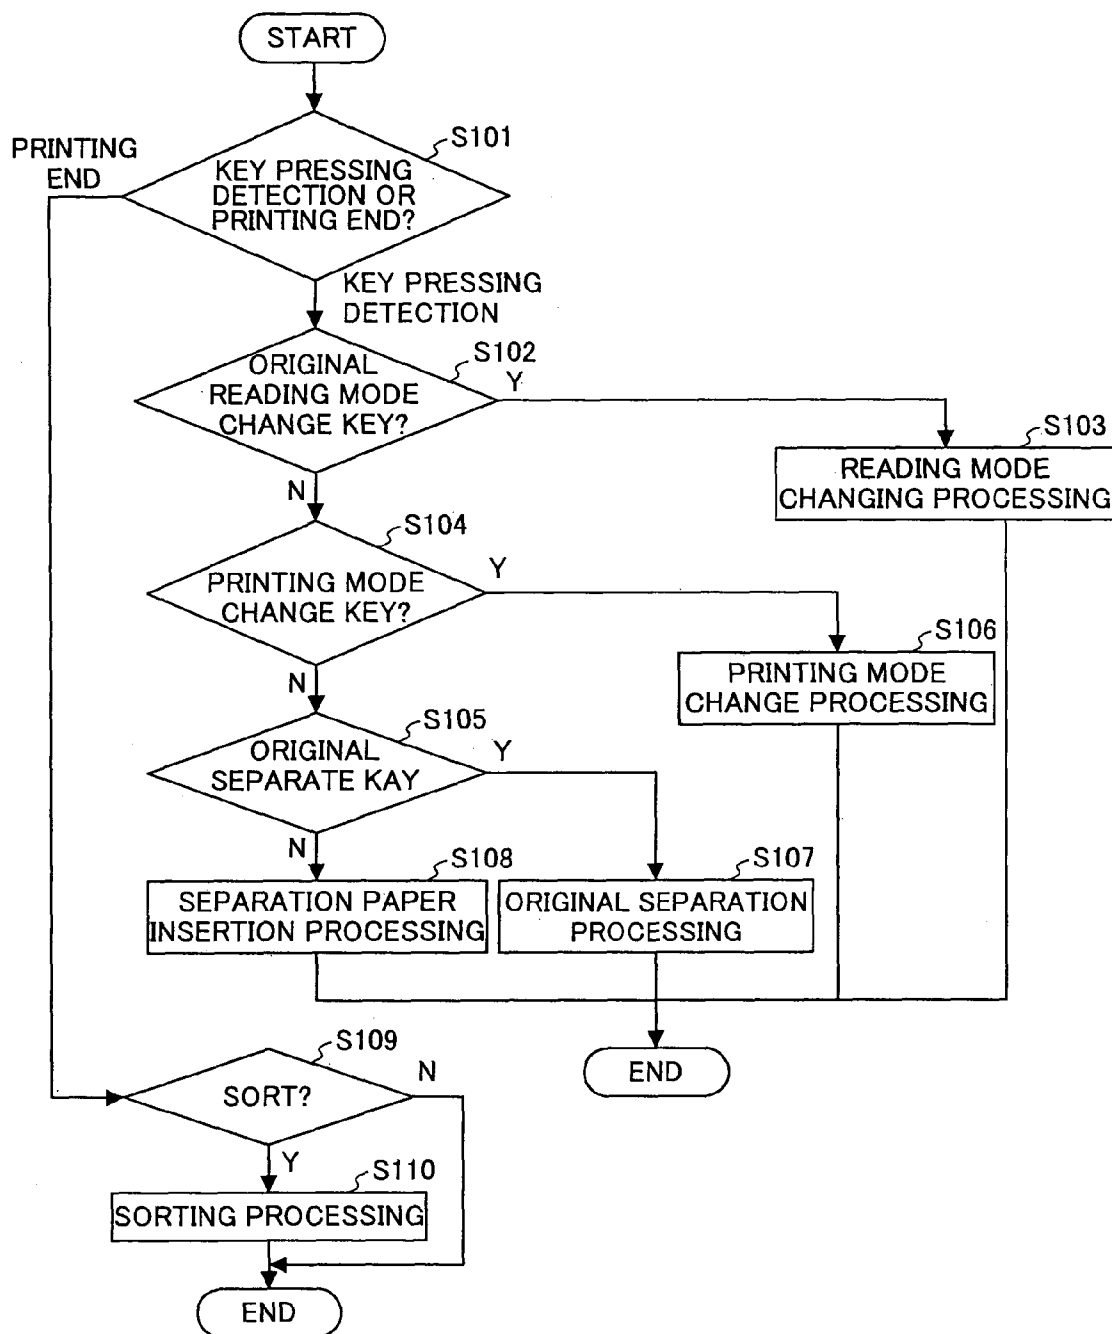 START
S101
PRINTING
END
KEY PRESSING
DETECTION OR
PRINTING END?
KEY PRESSING
DETECTION
S102
ORIGINAL
READING MODE
CHANGE KEY?
Y
S103
READING MODE
CHANGING PROCESSING
N
S104
PRINTING MODE
CHANGE KEY?
Y
S106
PRINTING MODE
CHANGE PROCESSING
N
S105
ORIGINAL
SEPARATE KAY
Y
N
S108
SEPARATION PAPER
INSERTION PROCESSING
S107
ORIGINAL SEPARATION
PROCESSING
END
S109
SORT?
N
Y
S110
SORTING PROCESSING
END